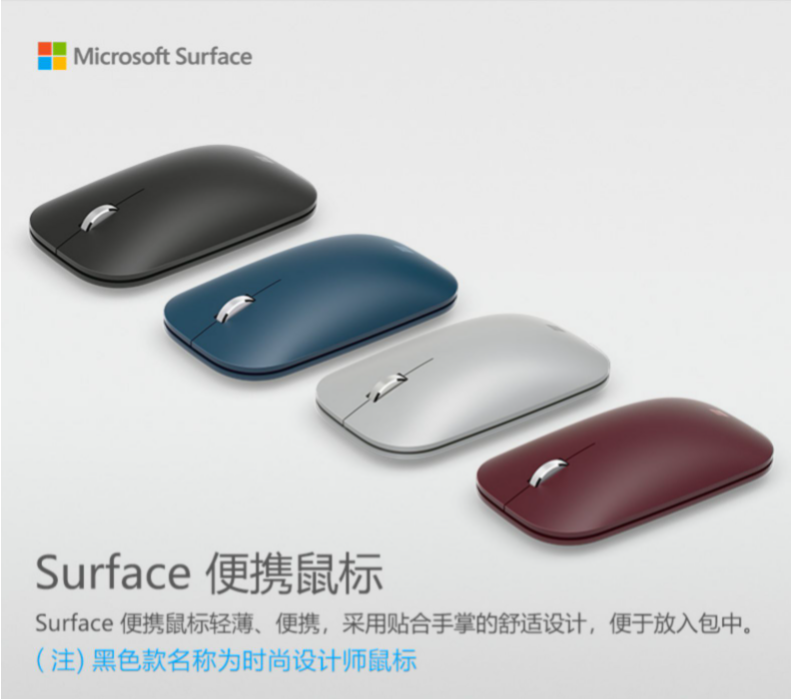 Microsoft Surface
Surface 便携鼠标
Surface 便携鼠标轻薄、便携，采用贴合手掌的舒适设计，便于放入包中。
(注) 黑色款名称为时尚设计师鼠标